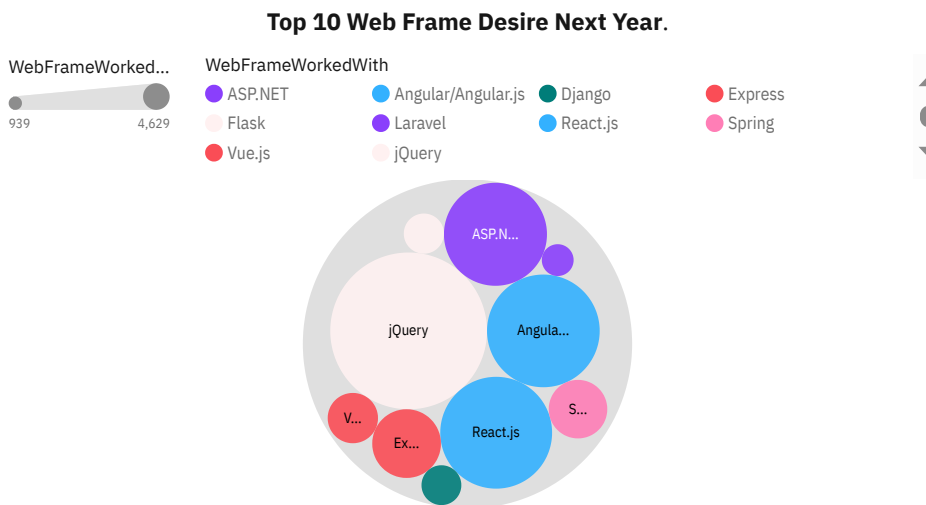 Top 10 Web Frame Desire Next Year.
WebFrameWorked...
939 4,629
WebFrameWorkedWith
ASP.NET Angular/Angular.js Django Express
Flask Laravel React.js Spring
Vue.js jQuery
ASP.N...
jQuery Angula...
V... Ex... React.js S...